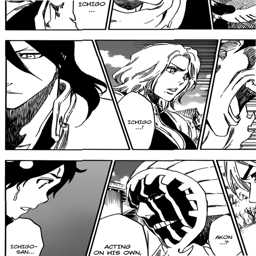 ICHIGO
...
ICHIGO
...!
AKON
...?
ACTING
ON HIS OWN,
ICHIGO-
SAN...